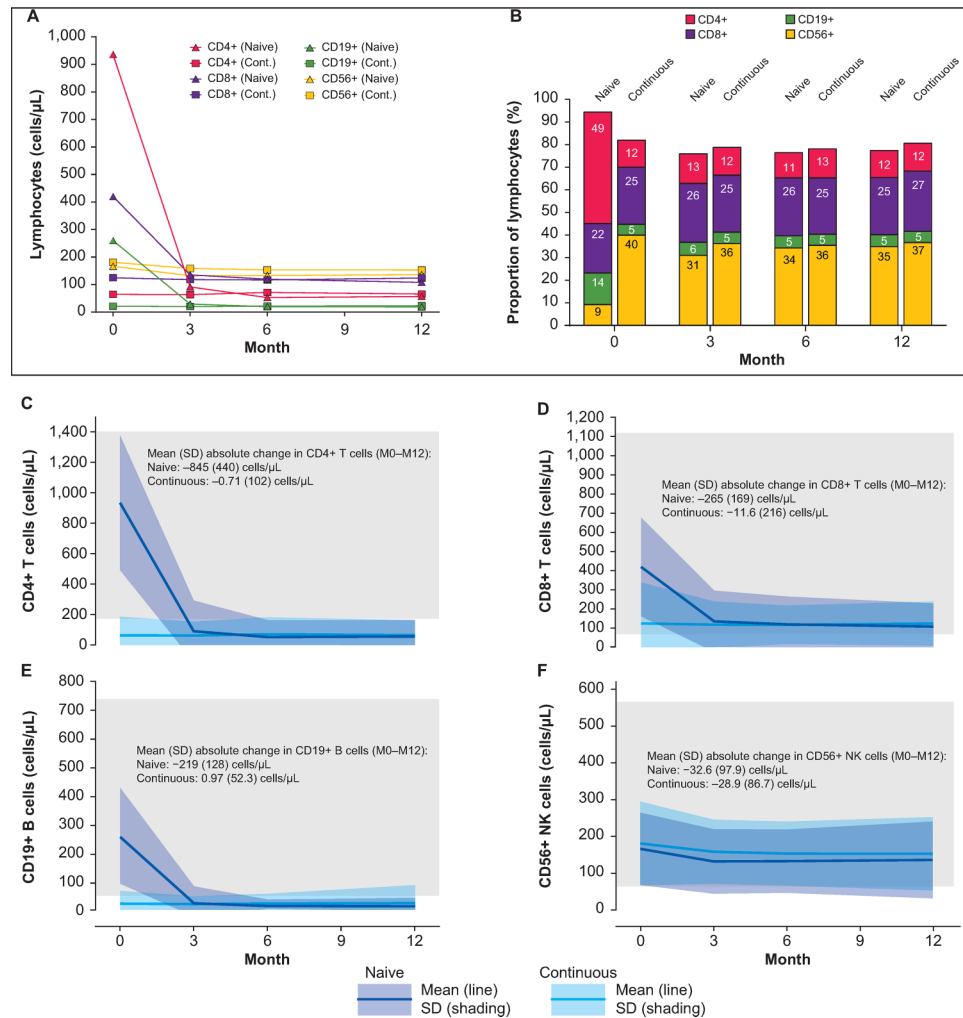 A
Lymphocytes (cells/µL)
1,000
900
800
700
600
500
400
300
200
100
0
0
3
6
9
12
Month
CD4+ (Naive)
CD4+ (Cont.)
CD8+ (Naive)
CD8+ (Cont.)
CD19+ (Naive)
CD19+ (Cont.)
CD56+ (Naive)
CD56+ (Cont.)
B
CD4+
CD8+
CD19+
CD56+
Proportion of lymphocytes (%)
100
90
80
70
60
50
40
30
20
10
0
Naive
Continuous
Naive
Continuous
Naive
Continuous
Naive
Continuous
49
22
14
9
12
25
5
40
13
26
6
31
12
25
5
36
11
26
5
34
13
25
5
36
12
25
5
35
12
27
5
37
0
3
6
12
Month
C
CD4+ T cells (cells/µL)
1,400
1,200
1,000
800
600
400
200
0
Mean (SD) absolute change in CD4+ T cells (M0–M12):
Naive: –845 (440) cells/µL
Continuous: –0.71 (102) cells/µL
D
CD8+ T cells (cells/µL)
1,200
1,100
1,000
900
800
700
600
500
400
300
200
100
0
Mean (SD) absolute change in CD8+ T cells (M0–M12):
Naive: –265 (169) cells/µL
Continuous: −11.6 (216) cells/µL
E
CD19+ B cells (cells/µL)
800
700
600
500
400
300
200
100
0
Mean (SD) absolute change in CD19+ B cells (M0–M12):
Naive: −219 (128) cells/µL
Continuous: 0.97 (52.3) cells/µL
0
3
6
9
12
Month
F
CD56+ NK cells (cells/µL)
600
500
400
300
200
100
0
Mean (SD) absolute change in CD56+ NK cells (M0–M12):
Naive: −32.6 (97.9) cells/µL
Continuous: −28.9 (86.7) cells/µL
0
3
6
9
12
Month
Naive
Mean (line)
SD (shading)
Continuous
Mean (line)
SD (shading)